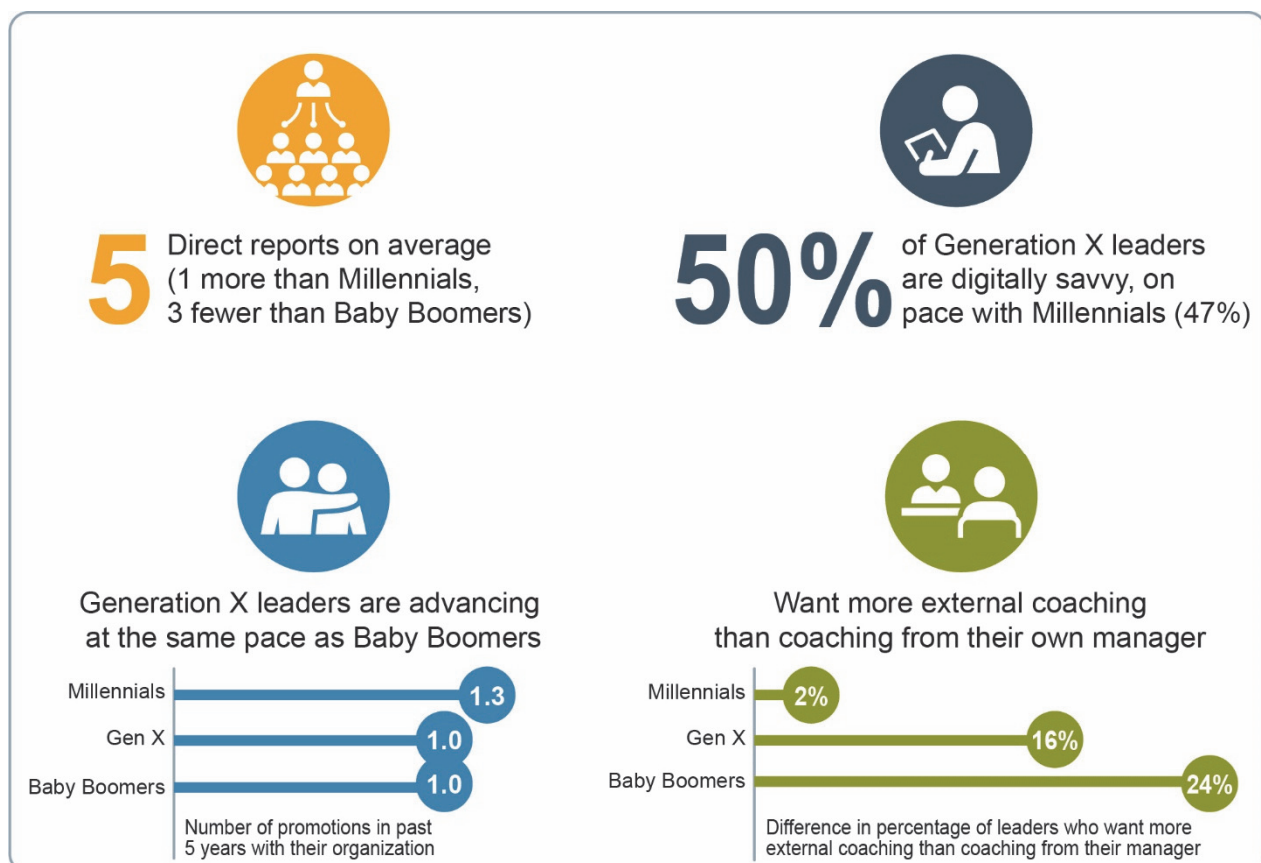 5
Direct reports on average
(1 more than Millennials,
3 fewer than Baby Boomers)
50%
of Generation X leaders
are digitally savvy, on
pace with Millennials (47%)
Generation X leaders are advancing
at the same pace as Baby Boomers
Millennials 1.3
Gen X 1.0
Baby Boomers 1.0
Number of promotions in past
5 years with their organization
Want more external coaching
than coaching from their own manager
Millennials 2%
Gen X 16%
Baby Boomers 24%
Difference in percentage of leaders who want more
external coaching than coaching from their manager